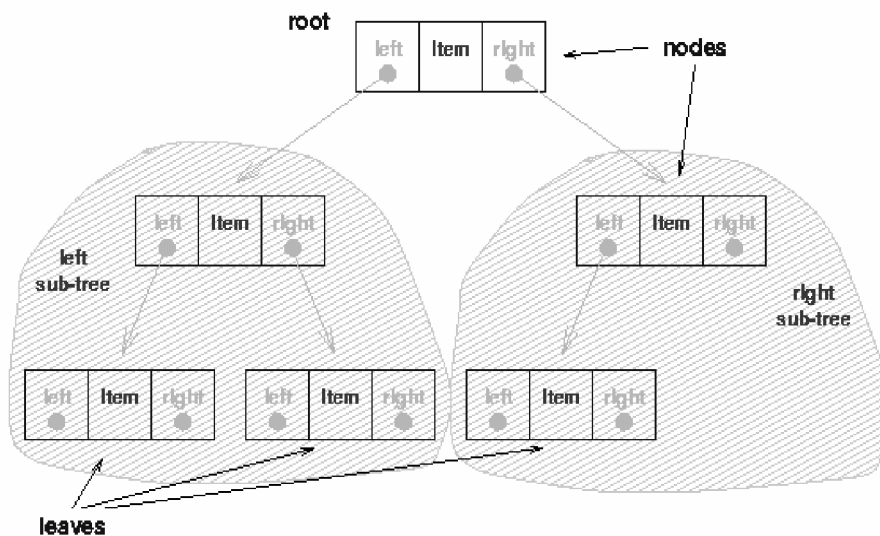 root
left Item right
nodes
left Item right
left Item right
left
sub-tree
right
sub-tree
left Item right
left Item right
left Item right
leaves